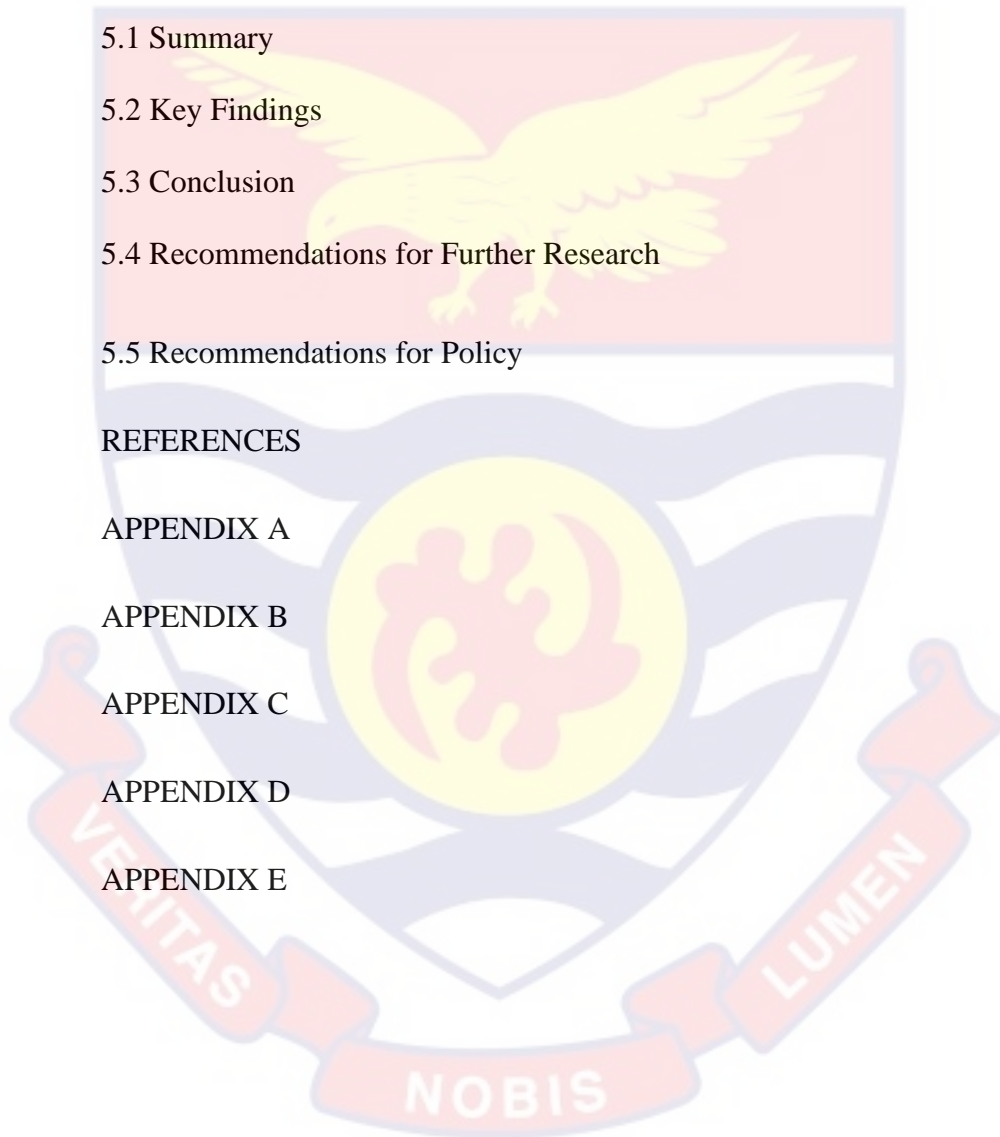 5.1 Summary
5.2 Key Findings
5.3 Conclusion
5.4 Recommendations for Further Research
5.5 Recommendations for Policy
REFERENCES
APPENDIX A
APPENDIX B
APPENDIX C
APPENDIX D
APPENDIX E
VERITAS
NOBIS
LUMEN